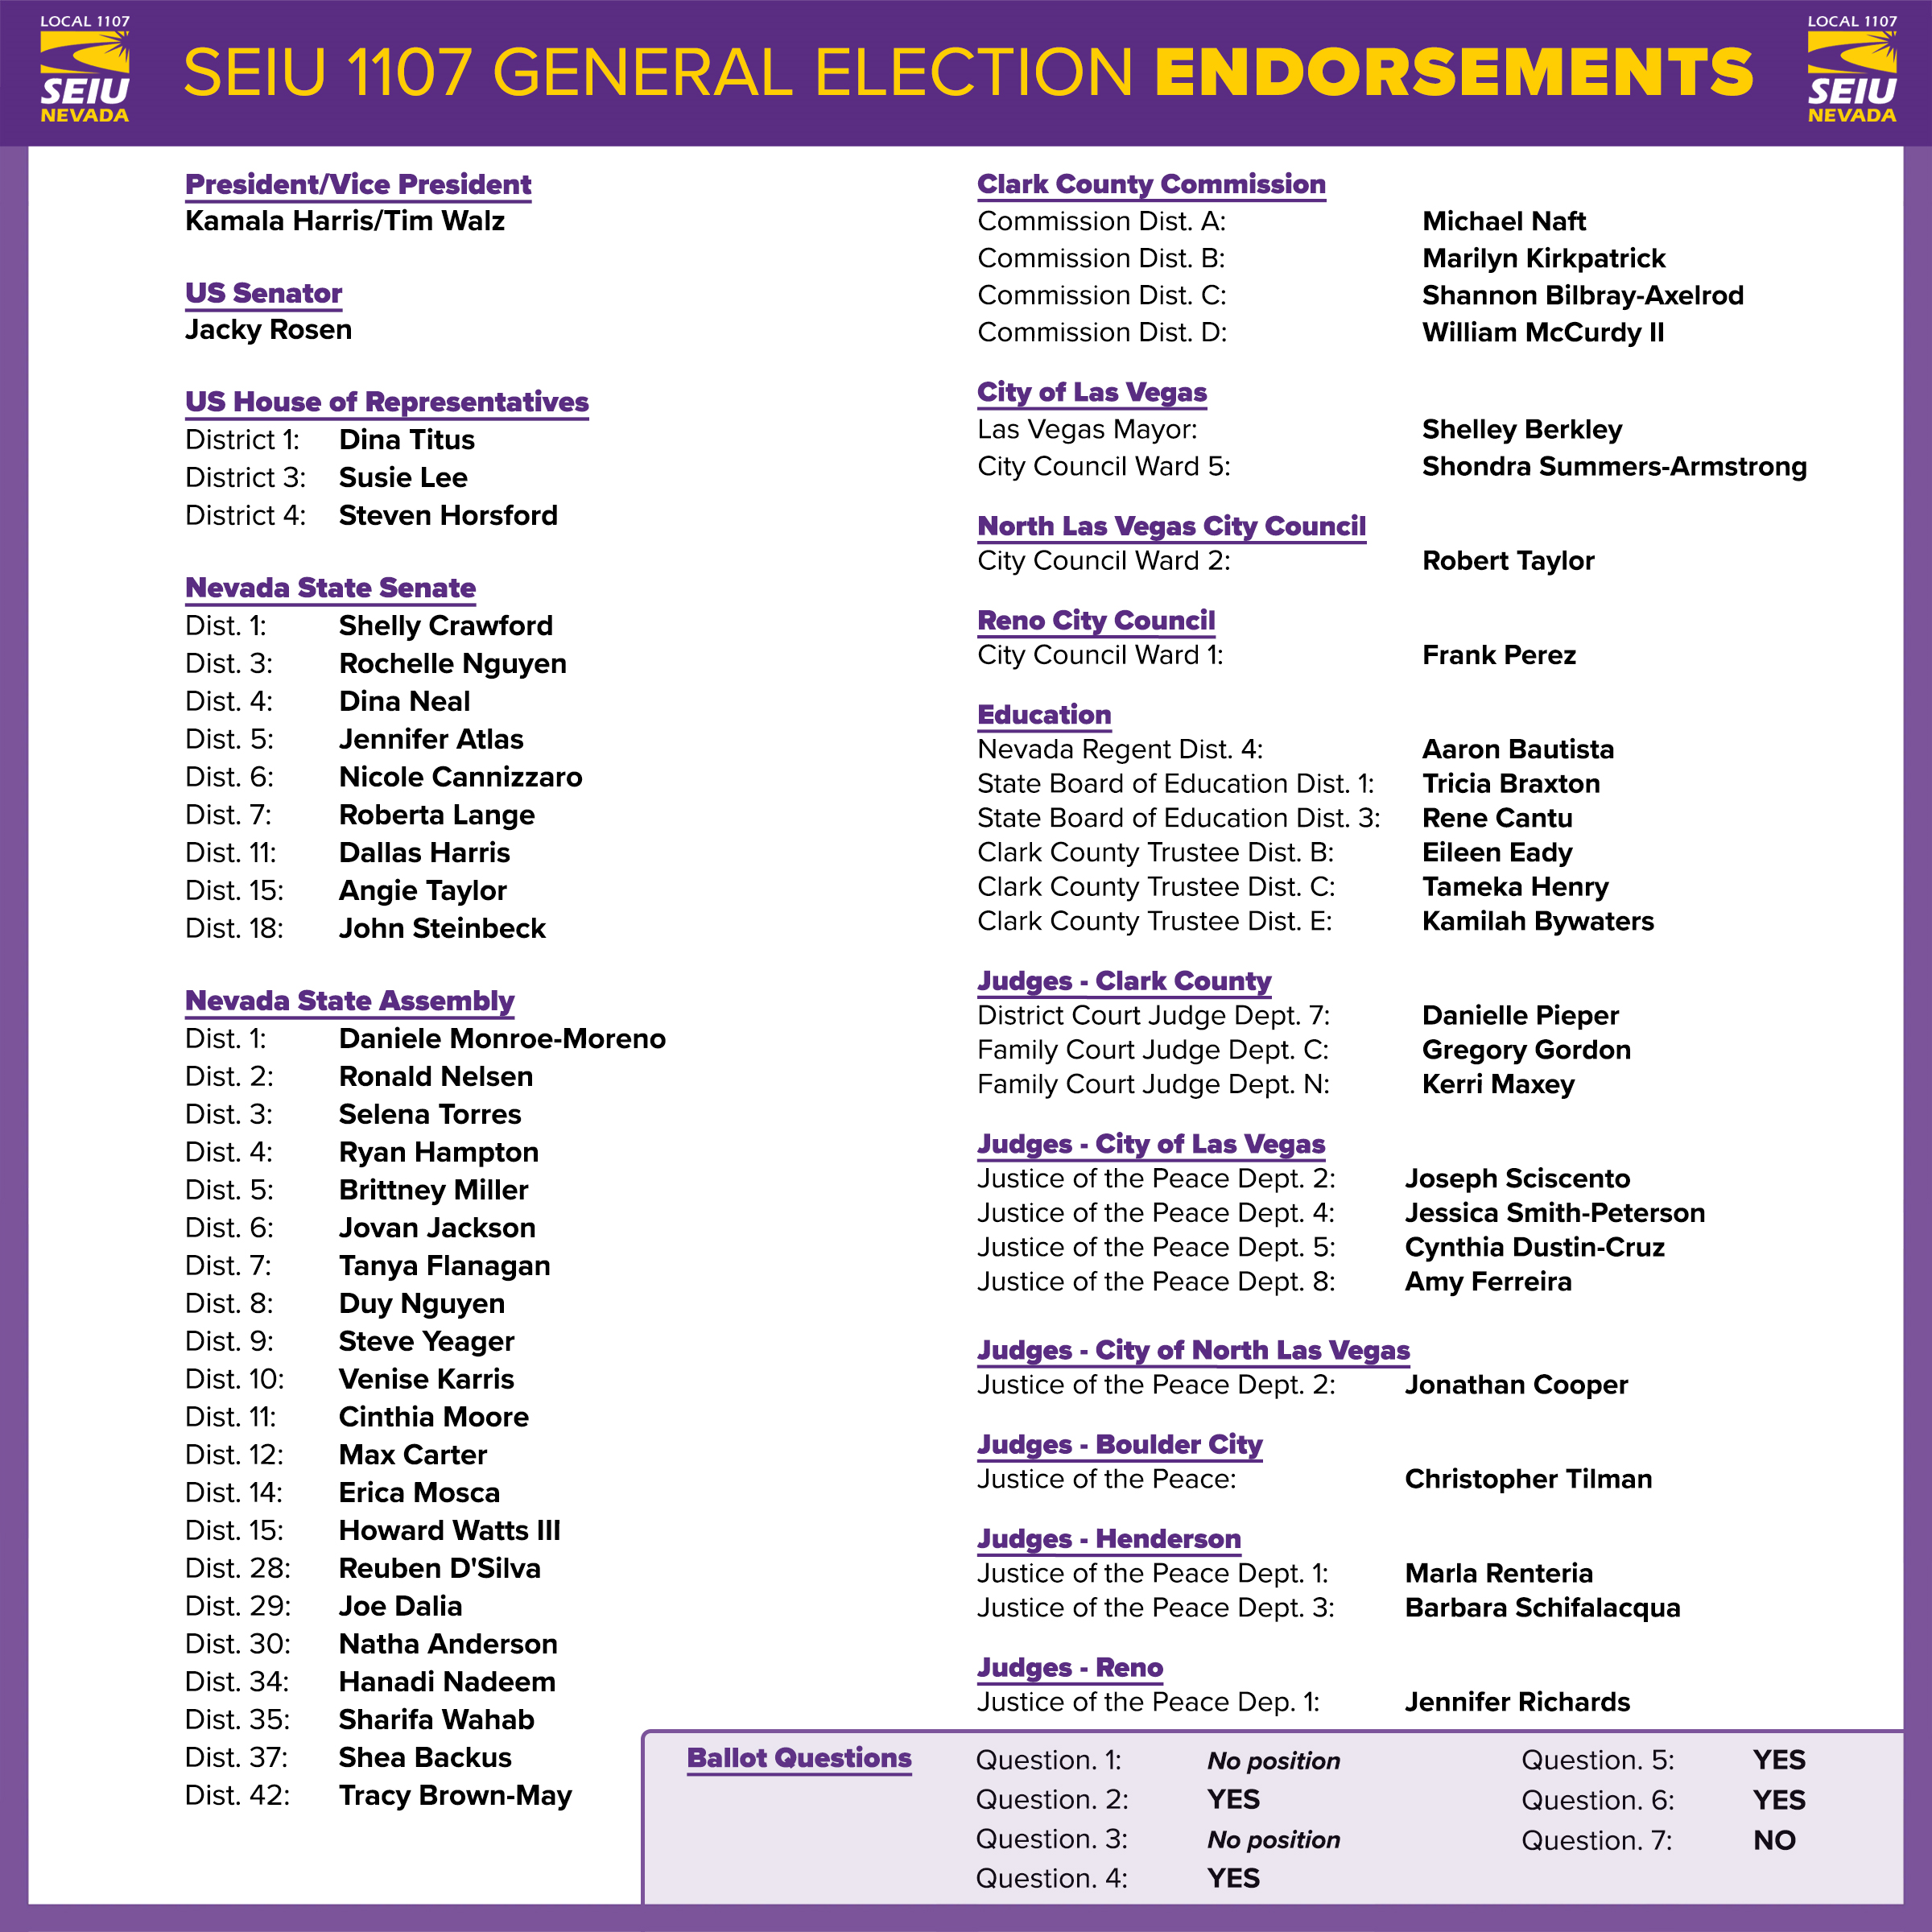 LOCAL 1107
SEIU
NEVADA
SEIU 1107 GENERAL ELECTION ENDORSEMENTS
LOCAL 1107
SEIU
NEVADA
President/Vice President
Kamala Harris/Tim Walz
US Senator
Jacky Rosen
US House of Representatives
District 1: Dina Titus
District 3: Susie Lee
District 4: Steven Horsford
Nevada State Senate
Dist. 1: Shelly Crawford
Dist. 3: Rochelle Nguyen
Dist. 4: Dina Neal
Dist. 5: Jennifer Atlas
Dist. 6: Nicole Cannizzaro
Dist. 7: Roberta Lange
Dist. 11: Dallas Harris
Dist. 15: Angie Taylor
Dist. 18: John Steinbeck
Nevada State Assembly
Dist. 1: Daniele Monroe-Moreno
Dist. 2: Ronald Nelsen
Dist. 3: Selena Torres
Dist. 4: Ryan Hampton
Dist. 5: Brittney Miller
Dist. 6: Jovan Jackson
Dist. 7: Tanya Flanagan
Dist. 8: Duy Nguyen
Dist. 9: Steve Yeager
Dist. 10: Venise Karris
Dist. 11: Cinthia Moore
Dist. 12: Max Carter
Dist. 14: Erica Mosca
Dist. 15: Howard Watts III
Dist. 28: Reuben D'Silva
Dist. 29: Joe Dalia
Dist. 30: Natha Anderson
Dist. 34: Hanadi Nadeem
Dist. 35: Sharifa Wahab
Dist. 37: Shea Backus
Dist. 42: Tracy Brown-May
Clark County Commission
Commission Dist. A: Michael Naft
Commission Dist. B: Marilyn Kirkpatrick
Commission Dist. C: Shannon Bilbray-Axelrod
Commission Dist. D: William McCurdy II
City of Las Vegas
Las Vegas Mayor: Shelley Berkley
City Council Ward 5: Shondra Summers-Armstrong
North Las Vegas City Council
City Council Ward 2: Robert Taylor
Reno City Council
City Council Ward 1: Frank Perez
Education
Nevada Regent Dist. 4: Aaron Bautista
State Board of Education Dist. 1: Tricia Braxton
State Board of Education Dist. 3: Rene Cantu
Clark County Trustee Dist. B: Eileen Eady
Clark County Trustee Dist. C: Tameka Henry
Clark County Trustee Dist. E: Kamilah Bywaters
Judges - Clark County
District Court Judge Dept. 7: Danielle Pieper
Family Court Judge Dept. C: Gregory Gordon
Family Court Judge Dept. N: Kerri Maxey
Judges - City of Las Vegas
Justice of the Peace Dept. 2: Joseph Sciscento
Justice of the Peace Dept. 4: Jessica Smith-Peterson
Justice of the Peace Dept. 5: Cynthia Dustin-Cruz
Justice of the Peace Dept. 8: Amy Ferreira
Judges - City of North Las Vegas
Justice of the Peace Dept. 2: Jonathan Cooper
Judges - Boulder City
Justice of the Peace: Christopher Tilman
Judges - Henderson
Justice of the Peace Dept. 1: Marla Renteria
Justice of the Peace Dept. 3: Barbara Schifalacqua
Judges - Reno
Justice of the Peace Dep. 1: Jennifer Richards
Ballot Questions
Question. 1: No position
Question. 2: YES
Question. 3: No position
Question. 4: YES
Question. 5: YES
Question. 6: YES
Question. 7: NO